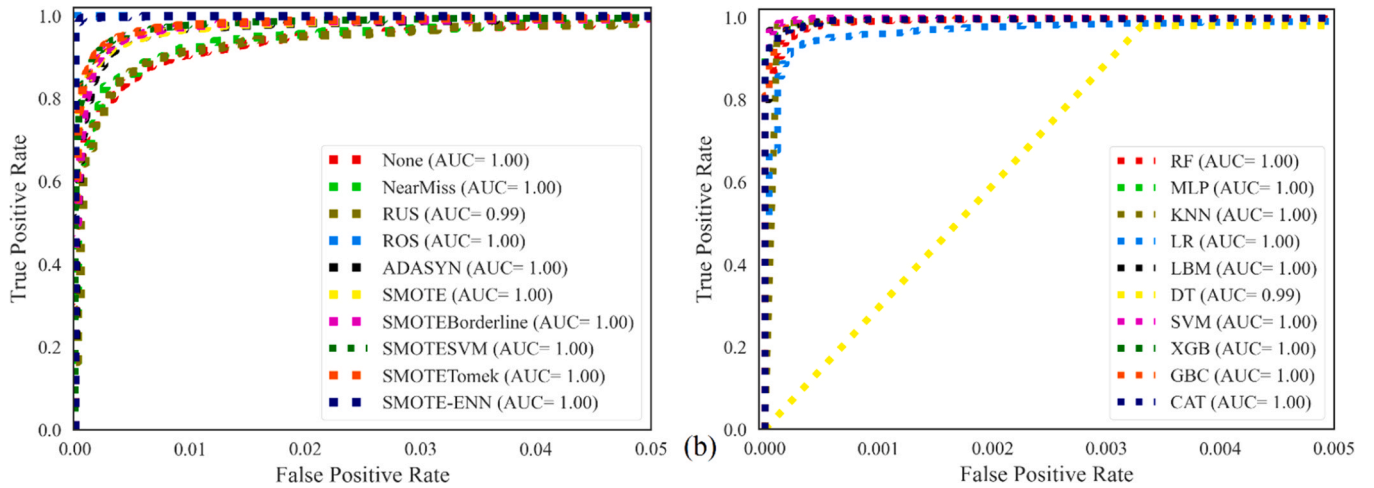 1.0
0.8
0.6
0.4
0.2
0.0
True Positive Rate
None (AUC= 1.00)
NearMiss (AUC= 1.00)
RUS (AUC= 0.99)
ROS (AUC= 1.00)
ADASYN (AUC= 1.00)
SMOTE (AUC= 1.00)
SMOTEBorderline (AUC= 1.00)
SMOTESVM (AUC= 1.00)
SMOTETomek (AUC= 1.00)
SMOTE-ENN (AUC= 1.00)
0.00 0.01 0.02 0.03 0.04 0.05
False Positive Rate
(b)
1.0
0.8
0.6
0.4
0.2
0.0
True Positive Rate
RF (AUC= 1.00)
MLP (AUC= 1.00)
KNN (AUC= 1.00)
LR (AUC= 1.00)
LBM (AUC= 1.00)
DT (AUC= 0.99)
SVM (AUC= 1.00)
XGB (AUC= 1.00)
GBC (AUC= 1.00)
CAT (AUC= 1.00)
0.000 0.001 0.002 0.003 0.004 0.005
False Positive Rate